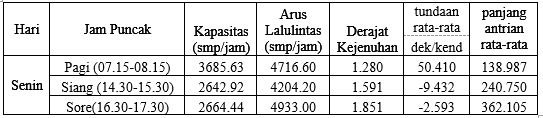 Hari Jam Puncak Kapasitas (smp/jam) Arus Lalulintas (smp/jam) Derajat Kejenuhan tundaan rata-rata dek/kend panjang antrian rata-rata
Senin
Pagi (07.15-08.15) 3685.63 4716.60 1.280 50.410 138.987
Siang (14.30-15.30) 2642.92 4204.20 1.591 -9.432 240.750
Sore(16.30-17.30) 2664.44 4933.00 1.851 -2.593 362.105